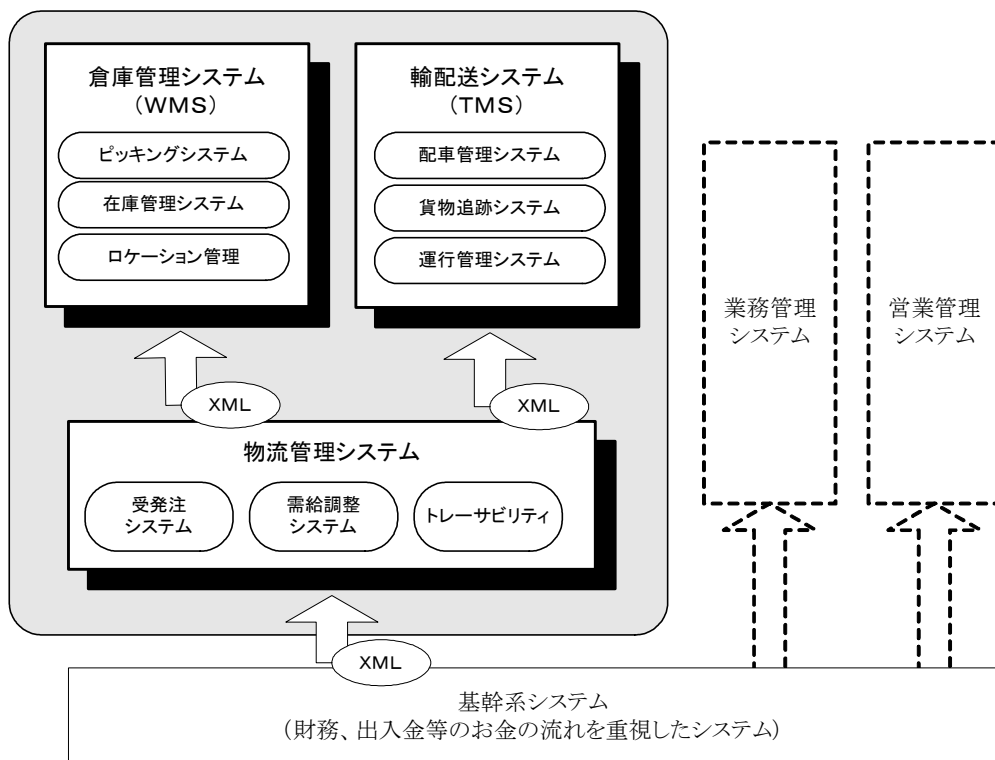 倉庫管理システム
(WMS)
ピッキングシステム
在庫管理システム
ロケーション管理
輸配送システム
(TMS)
配車管理システム
貨物追跡システム
運行管理システム
業務管理
システム
営業管理
システム
XML
XML
物流管理システム
受発注
システム
需給調整
システム
トレーサビリティ
XML
基幹系システム
(財務、出入金等のお金の流れを重視したシステム)